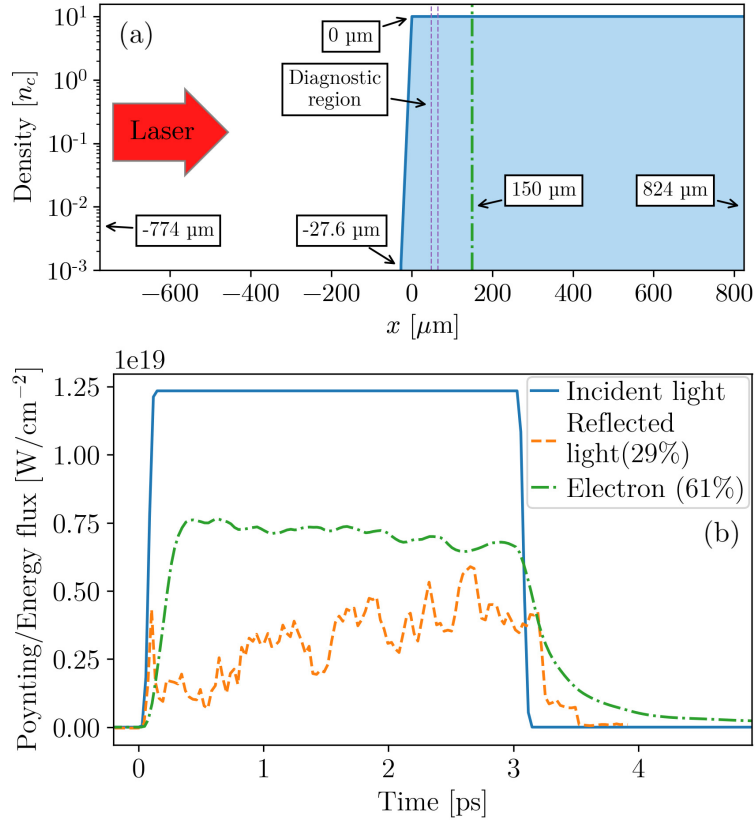 (a)
0 µm
Diagnostic
region
Laser
150 µm
824 µm
-774 µm
-27.6 µm
Density [n_c]
10^1
10^0
10^−1
10^−2
10^−3
−600
−400
−200
0
200
400
600
800
x [µm]
1e19
Incident light
Reflected
light(29%)
Electron (61%)
(b)
Poynting/Energy flux [W/cm^−2]
1.25
1.00
0.75
0.50
0.25
0.00
0
1
2
3
4
Time [ps]